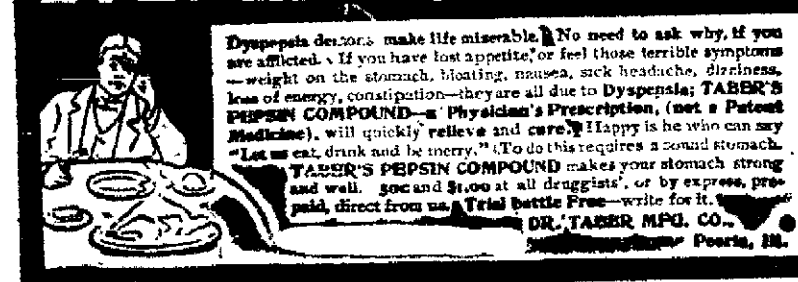 Dyspepsia demons make life miserable. No need to ask why, if you
are afflicted. If you have lost appetite, or feel those terrible symptoms
—weight on the stomach, bloating, nausea, sick headache, dizziness,
loss of energy, constipation—they are all due to Dyspepsia; TABER'S
PEPSIN COMPOUND—a Physician's Prescription, (not a Patent
Medicine), will quickly relieve and cure. Happy is he who can say
"Let us eat, drink and be merry." To do this requires a sound stomach.
TABER'S PEPSIN COMPOUND makes your stomach strong
and well. 50c and $1.00 at all druggists', or by express, pre-
paid, direct from us. Trial bottle Free—write for it.
DR. TABER MFG. CO.,
Peoria, Ill.